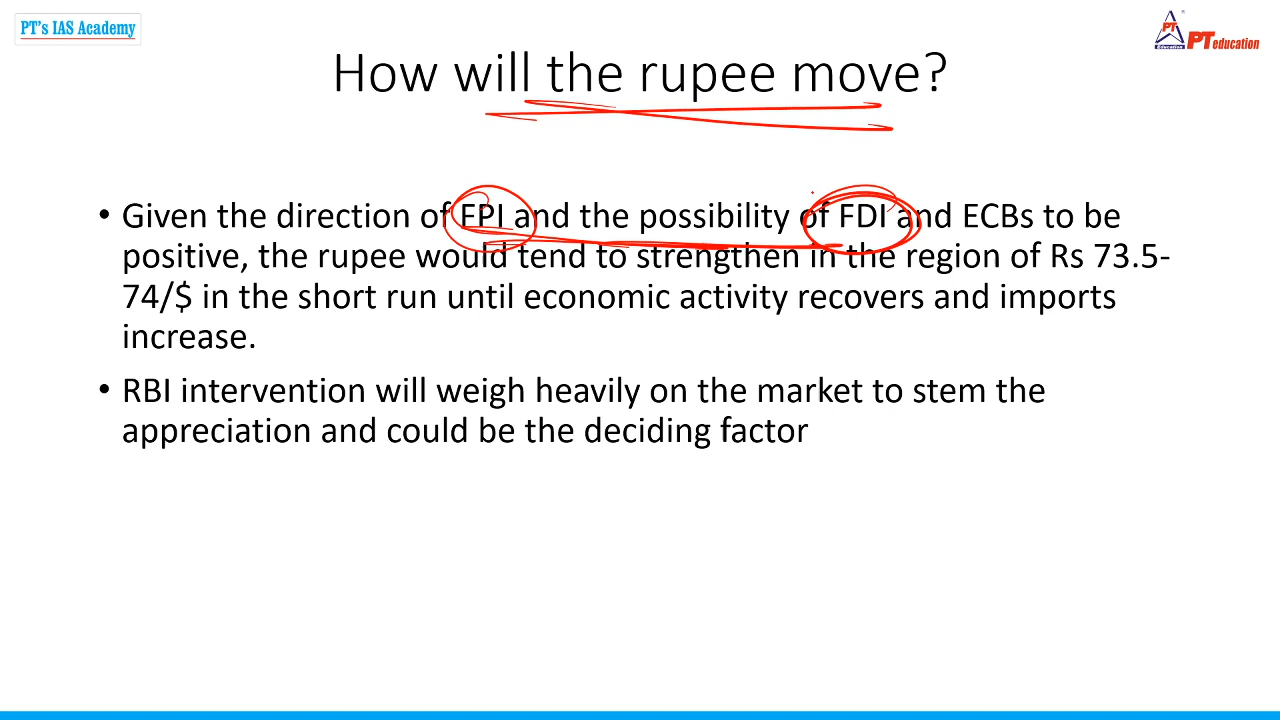 PT's IAS Academy
PT
Education
PT education
How will the rupee move?
• Given the direction of FPI and the possibility of FDI and ECBs to be
positive, the rupee would tend to strengthen in the region of Rs 73.5-
74/$ in the short run until economic activity recovers and imports
increase.
• RBI intervention will weigh heavily on the market to stem the
appreciation and could be the deciding factor